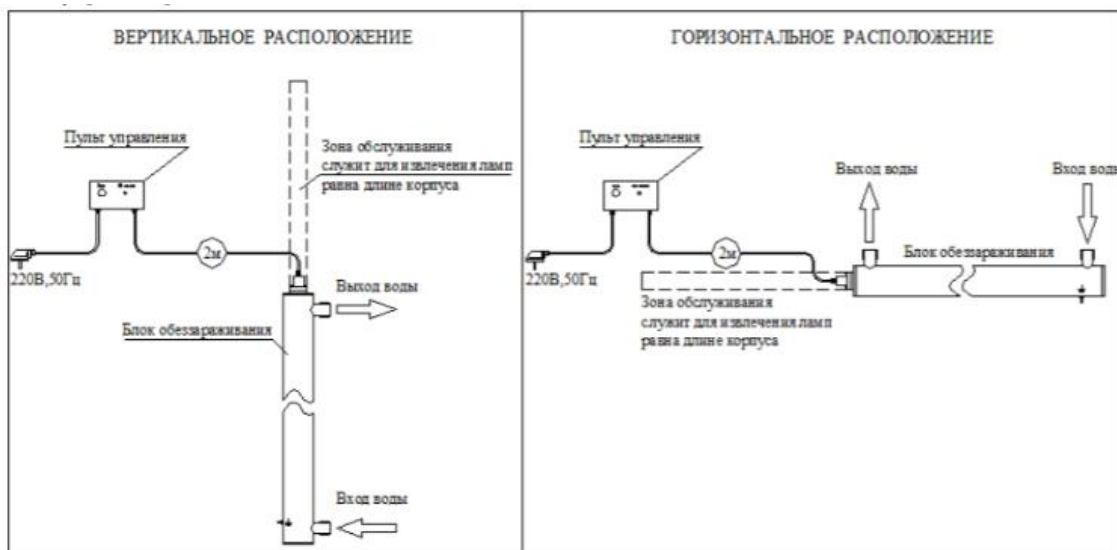 ВЕРТИКАЛЬНОЕ РАСПОЛОЖЕНИЕ
Пульт управления
Зона обслуживания
служит для извлечения ламп
равна длине корпуса
2м
220В,50Гц
Выход воды
Блок обеззараживания
Вход воды
ГОРИЗОНТАЛЬНОЕ РАСПОЛОЖЕНИЕ
Пульт управления
Выход воды
Вход воды
2м
Блок обеззараживания
220В,50Гц
Зона обслуживания
служит для извлечения ламп
равна длине корпуса